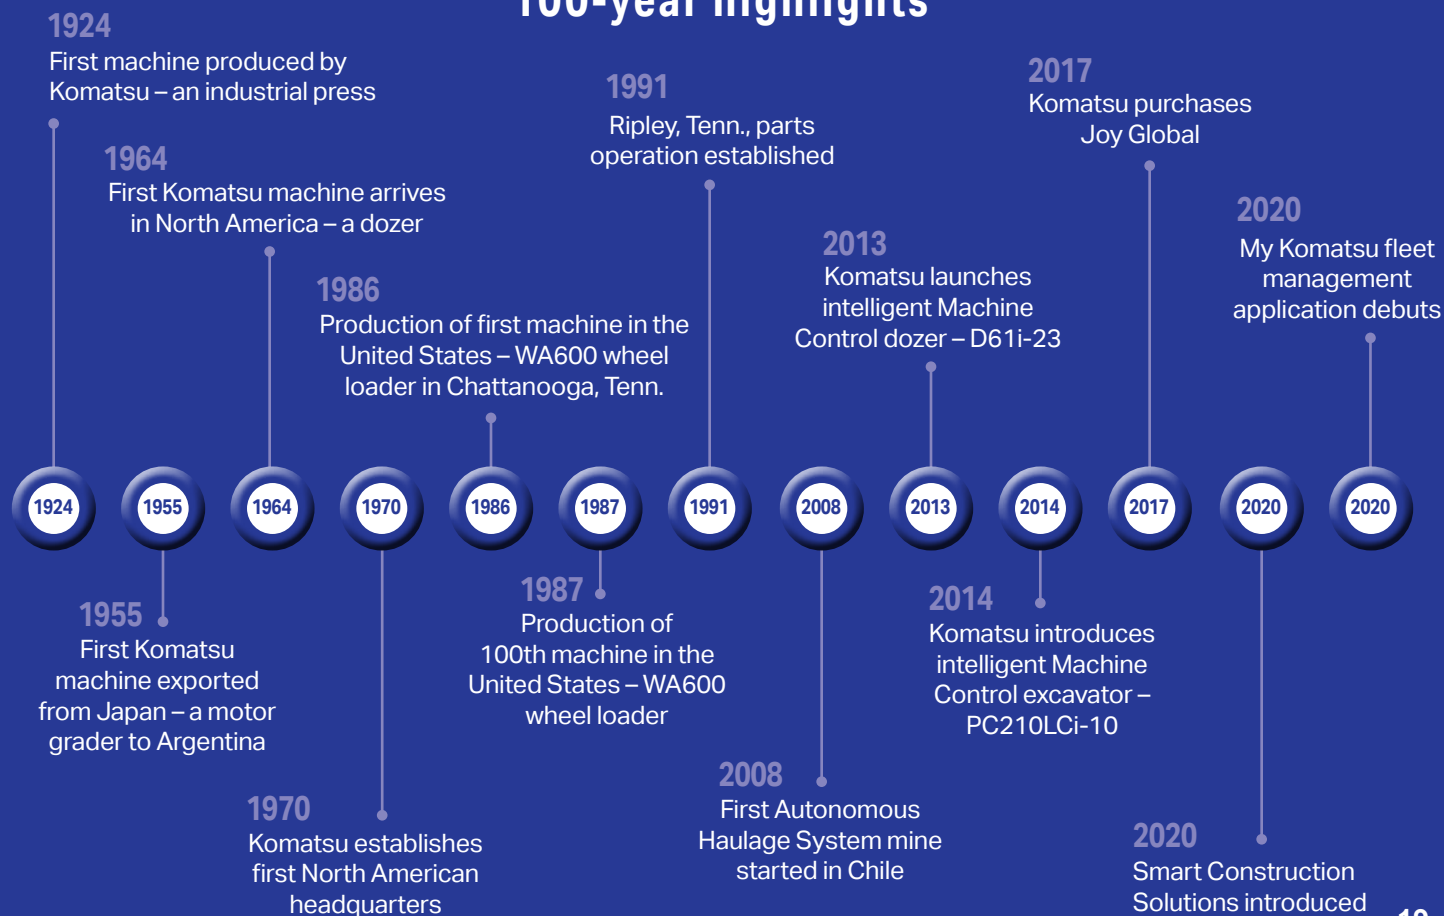 100-year highlights
1924
First machine produced by
Komatsu – an industrial press
1964
First Komatsu machine arrives
in North America – a dozer
1986
Production of first machine in the
United States – WA600 wheel
loader in Chattanooga, Tenn.
1991
Ripley, Tenn., parts
operation established
2013
Komatsu launches
intelligent Machine
Control dozer – D61i-23
2017
Komatsu purchases
Joy Global
2020
My Komatsu fleet
management
application debuts
1924 1955 1964 1970 1986 1987 1991 2008 2013 2014 2017 2020 2020
1955
First Komatsu
machine exported
from Japan – a motor
grader to Argentina
1970
Komatsu establishes
first North American
headquarters
1987
Production of
100th machine in the
United States – WA600
wheel loader
2008
First Autonomous
Haulage System mine
started in Chile
2014
Komatsu introduces
intelligent Machine
Control excavator –
PC210LCi-10
2020
Smart Construction
Solutions introduced